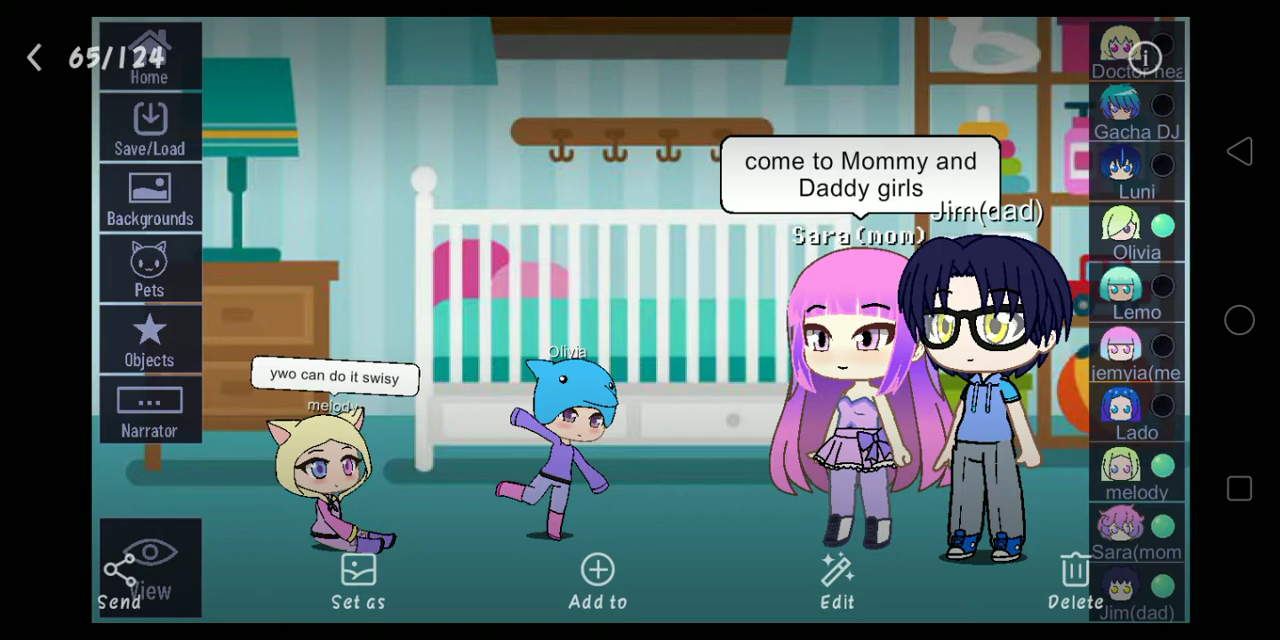 65/124
Home
Save/Load
Backgrounds
Pets
Objects
Narrator
View
come to Mommy and
Daddy girls
Jim(dad)
Sara(mom)
Olivia
ywo can do it swisy
melody
Gacha DJ
Luni
Olivia
Lemo
jemyia(me
Lado
melody
Sara(mom
Jim(dad)
Send
Set as
Add to
Edit
Delete